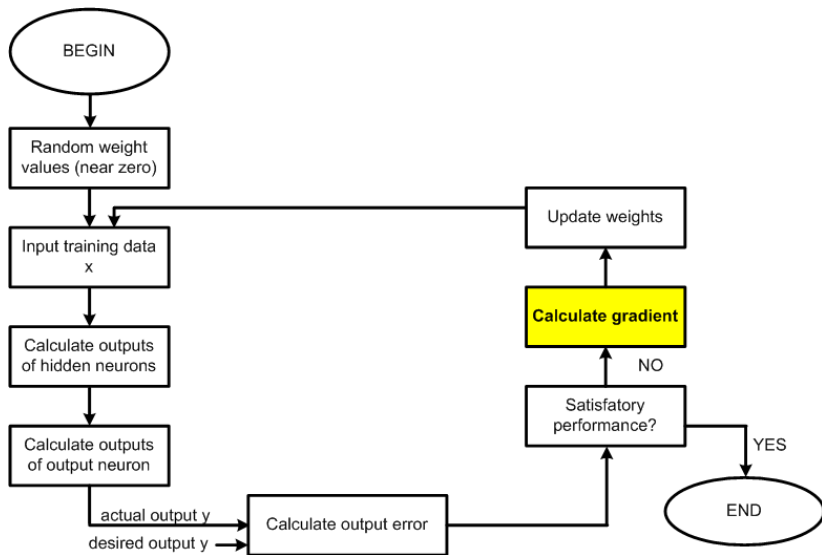 BEGIN
Random weight
values (near zero)
Input training data
x
Calculate outputs
of hidden neurons
Calculate outputs
of output neuron
actual output y
desired output y
Calculate output error
Satisfactory
performance?
NO
Calculate gradient
Update weights
YES
END